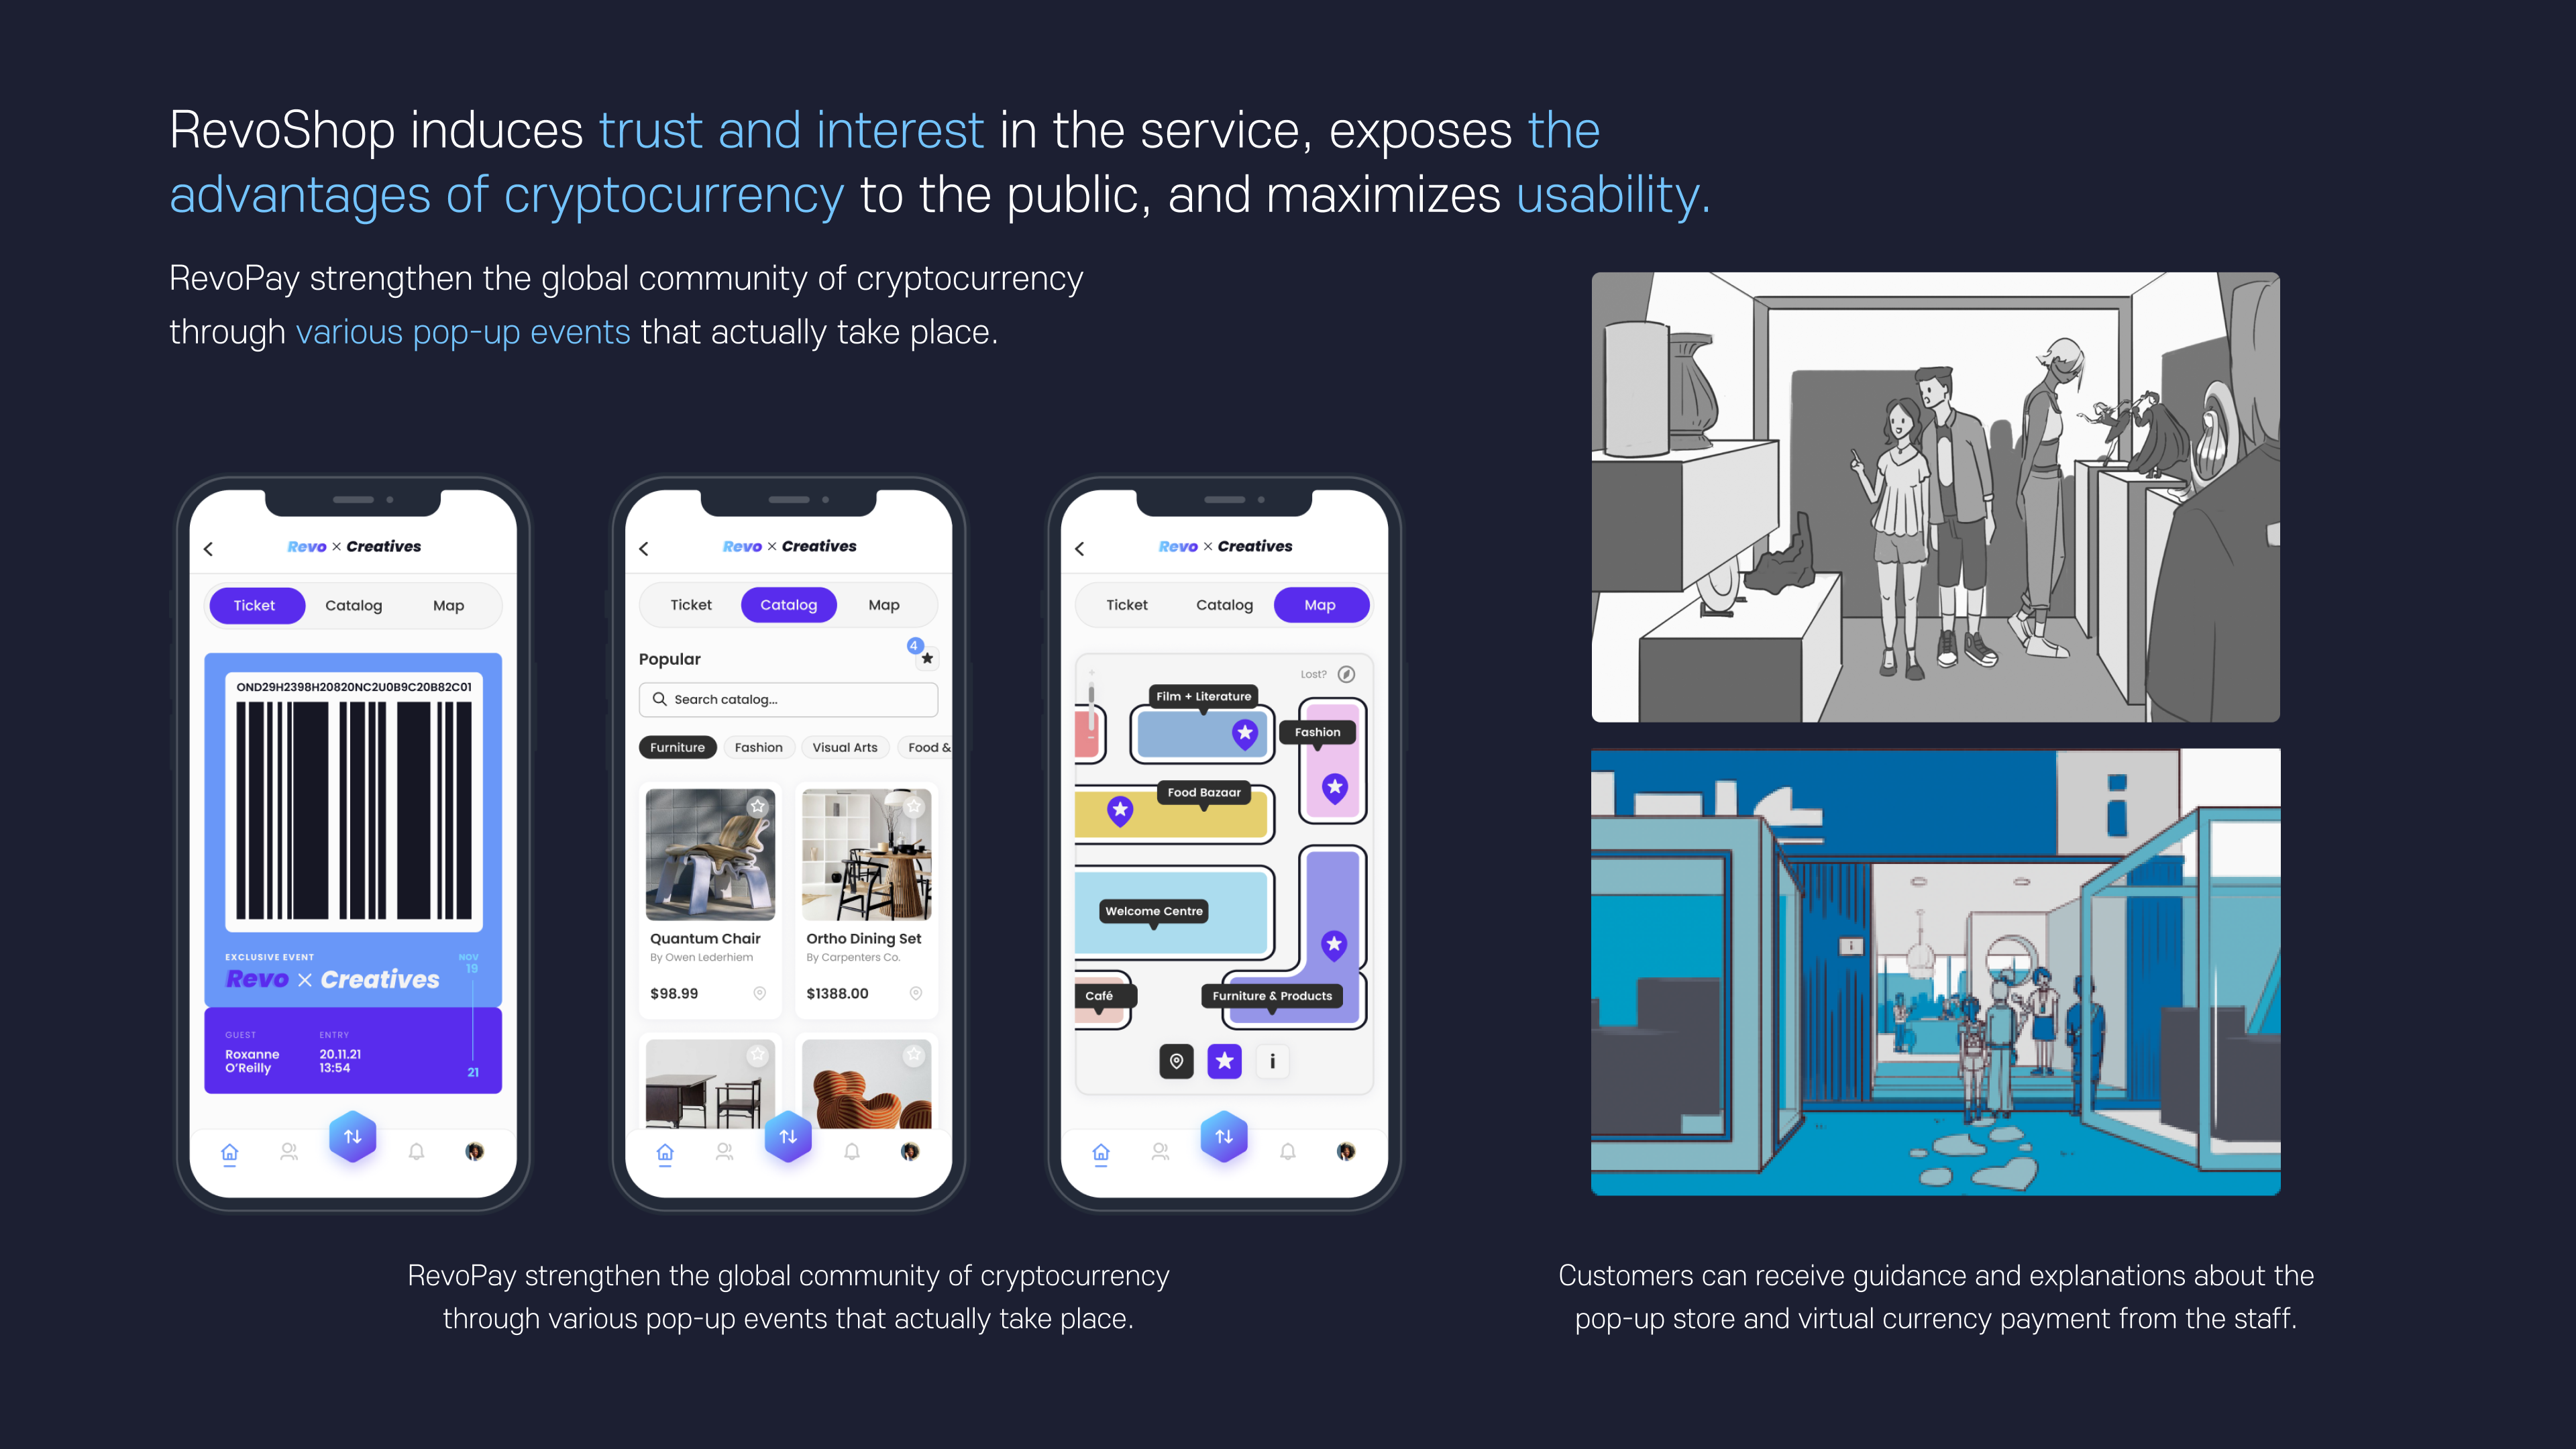 RevoShop induces trust and interest in the service, exposes the
advantages of cryptocurrency to the public, and maximizes usability.
RevoPay strengthen the global community of cryptocurrency
through various pop-up events that actually take place.
Revo × Creatives
Ticket Catalog Map
OND29H2398H20820NC2U0B9C20B82C01
EXCLUSIVE EVENT
Revo × Creatives
NOV
19
GUEST ENTRY
Roxanne 20.11.21
O'Reilly 13:54
21
Revo × Creatives
Ticket Catalog Map
4
Popular
Search catalog...
Furniture Fashion Visual Arts Food &
Quantum Chair
By Owen Lederhiem
$98.99
Ortho Dining Set
By Carpenters Co.
$1388.00
Revo × Creatives
Ticket Catalog Map
Lost?
Film + Literature
Fashion
Food Bazaar
Welcome Centre
Café
Furniture & Products
i
i
i
RevoPay strengthen the global community of cryptocurrency
through various pop-up events that actually take place.
Customers can receive guidance and explanations about the
pop-up store and virtual currency payment from the staff.